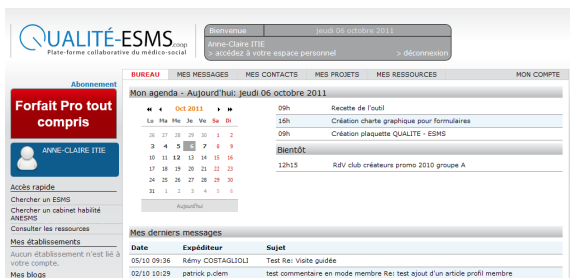 QUALITÉ-ESMS.coop
Plate-forme collaborative du médico-social
Bienvenue jeudi 06 octobre 2011
Anne-Claire ITIE
> accédez à votre espace personnel > déconnexion
Abonnement
Forfait Pro tout compris
ANNE-CLAIRE ITIE
Accès rapide
Chercher un ESMS
Chercher un cabinet habilité
ANESMS
Consulter les ressources
Mes établissements
Aucun établissement n'est lié à
votre compte.
Mes blogs
BUREAU MES MESSAGES MES CONTACTS MES PROJETS MES RESSOURCES MON COMPTE
Mon agenda - Aujourd'hui: jeudi 06 octobre 2011
Oct 2011
Lu Ma Me Je Ve Sa Di
26 27 28 29 30 1 2
3 4 5 6 7 8 9
10 11 12 13 14 15 16
17 18 19 20 21 22 23
24 25 26 27 28 29 30
31 1 2 3 4 5 6
Aujourd'hui
09h Recette de l'outil
16h Création charte graphique pour formulaires
09h Création plaquette QUALITE - ESMS
Bientôt
12h15 RdV club créateurs promo 2010 groupe A
Mes derniers messages
Date Expéditeur Sujet
05/10 09:36 Rémy COSTAGLIOLI Test Re: Visite guidée
02/10 10:29 patrick p.clem test commentaire en mode membre Re: test ajout d'un article profil membre